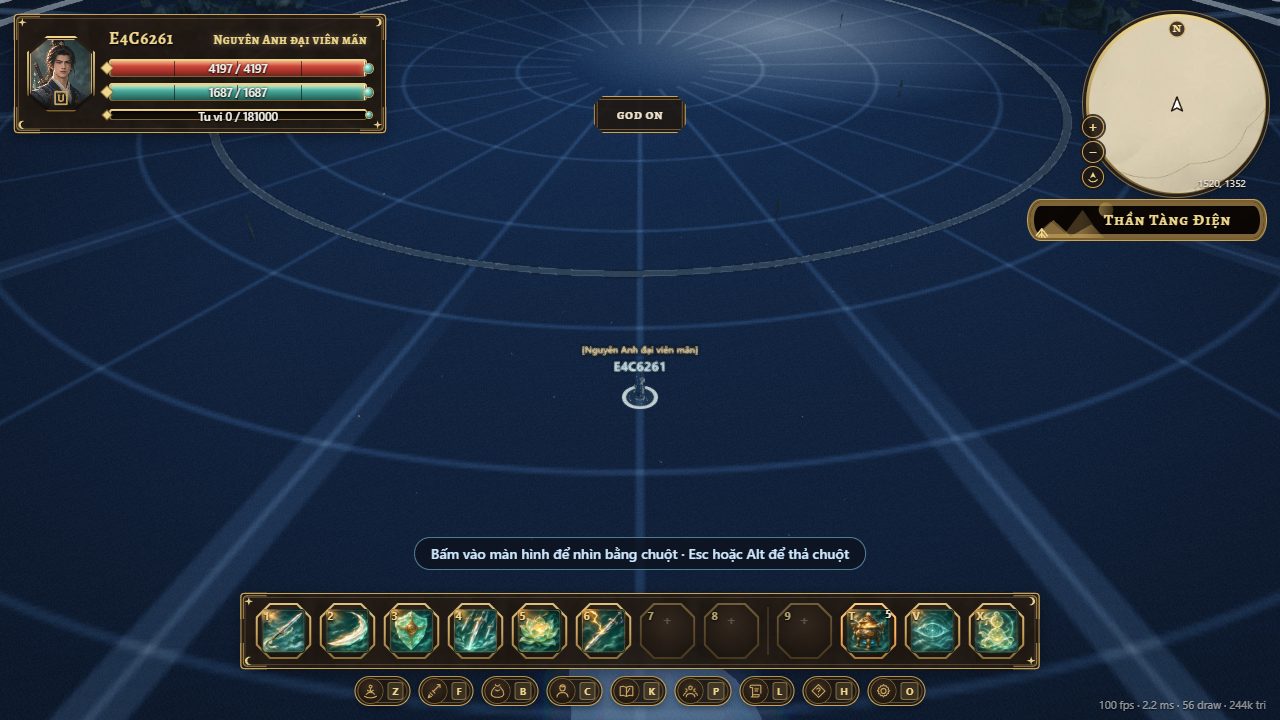 E4C6261
Nguyên Anh đại viên mãn
4197 / 4197
1687 / 1687
Tu vi 0 / 181000
U
GOD ON
N
+
−
1520, 1352
Thần Tàng Điện
[Nguyên Anh đại viên mãn]
E4C6261
Bấm vào màn hình để nhìn bằng chuột · Esc hoặc Alt để thả chuột
1 2 3 4 5 6 7 8 9 T 5 V X
+ + +
Z F B C K P L H O
100 fps · 2.2 ms · 56 draw · 244k tri